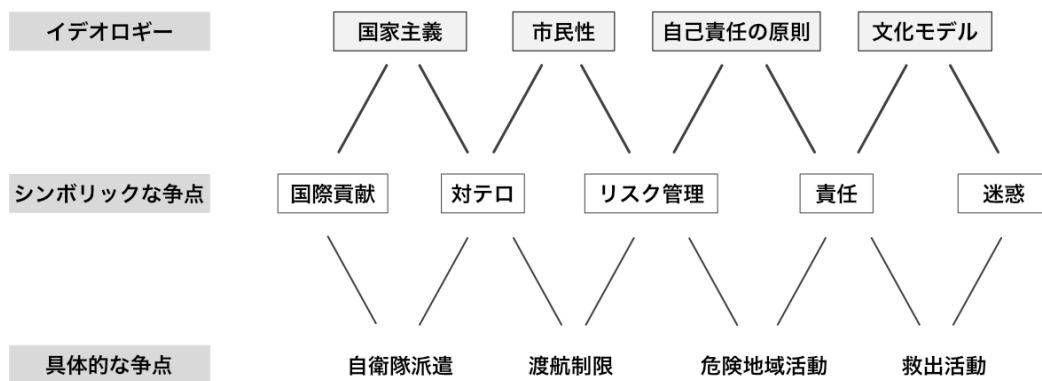 イデオロギー
国家主義
市民性
自己責任の原則
文化モデル
シンボリックな争点
国際貢献
対テロ
リスク管理
責任
迷惑
具体的な争点
自衛隊派遣
渡航制限
危険地域活動
救出活動